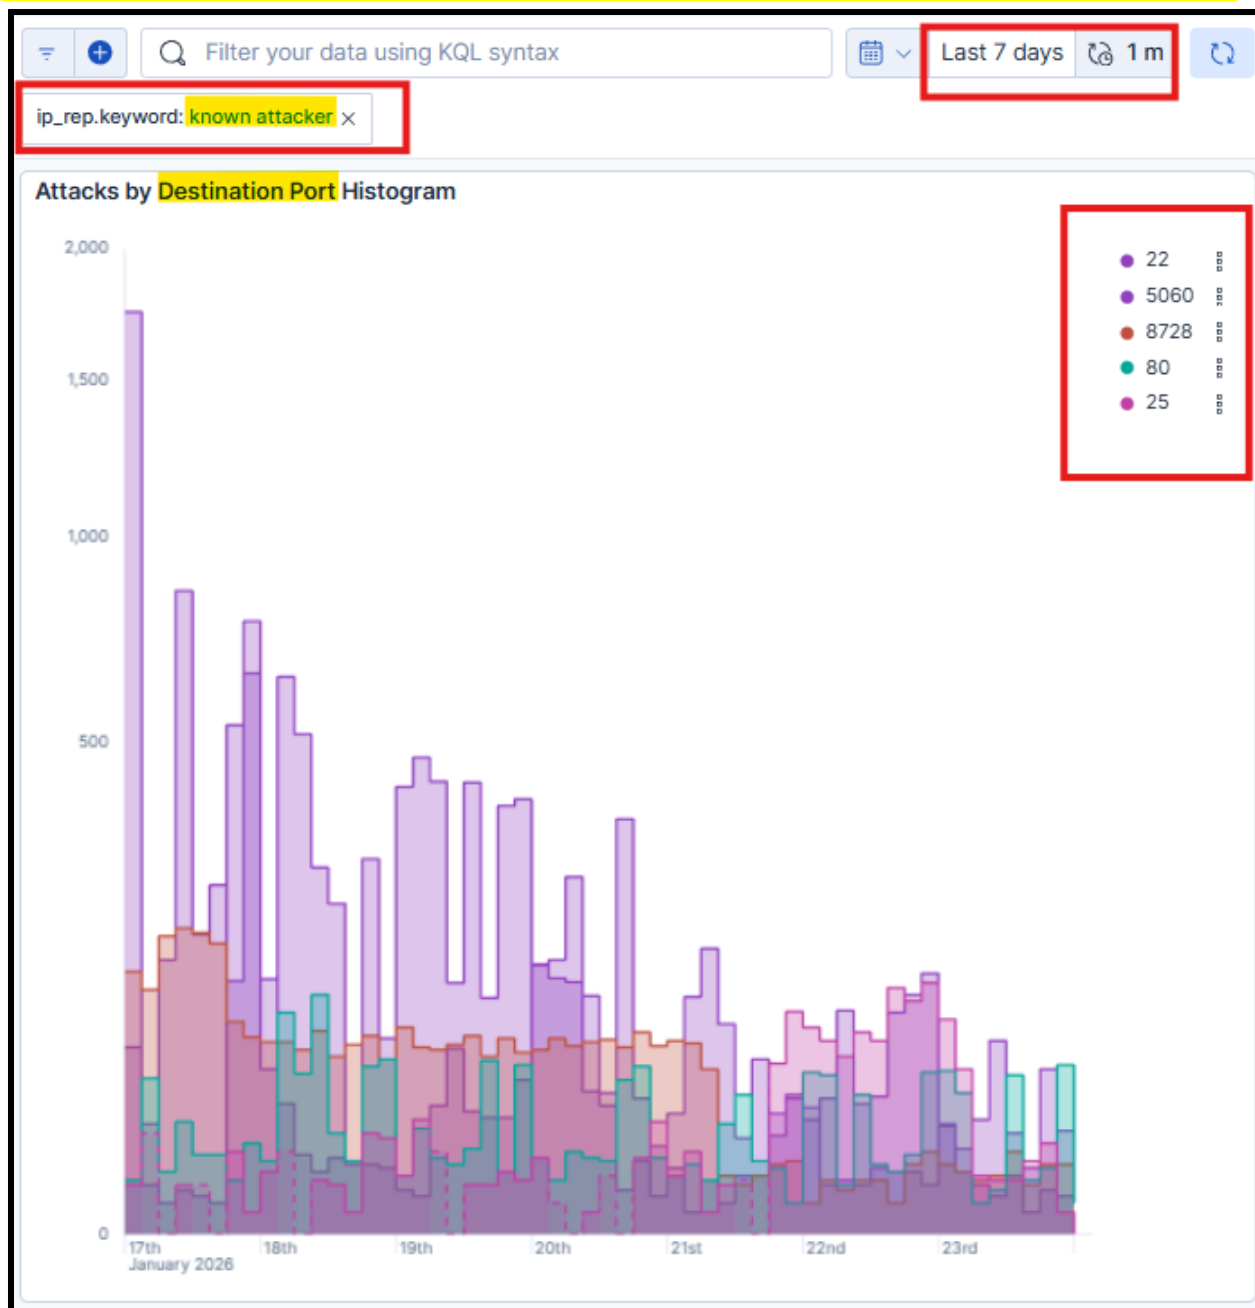 Filter your data using KQL syntax
Last 7 days
1 m
ip_rep.keyword: known attacker ×
Attacks by Destination Port Histogram
2,000
1,500
1,000
500
0
22
5060
8728
80
25
17th
18th
19th
20th
21st
22nd
23rd
January 2026